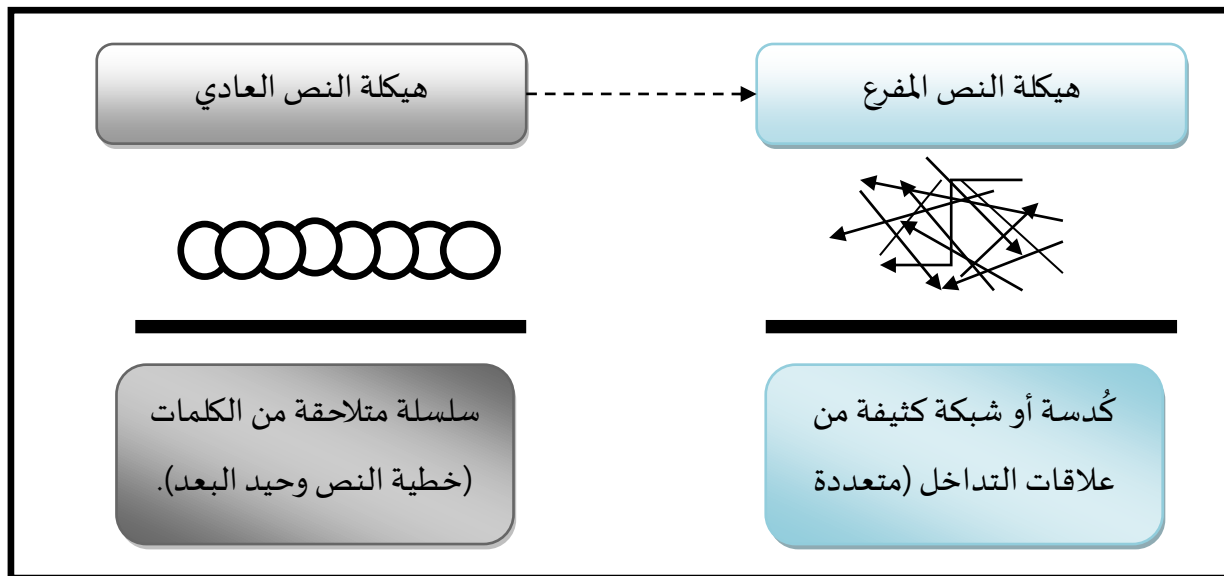 هيكلة النص المفرع
هيكلة النص العادي
كُدسة أو شبكة كثيفة من
علاقات التداخل (متعددة
سلسلة متلاحقة من الكلمات
(خطية النص وحيد البعد).